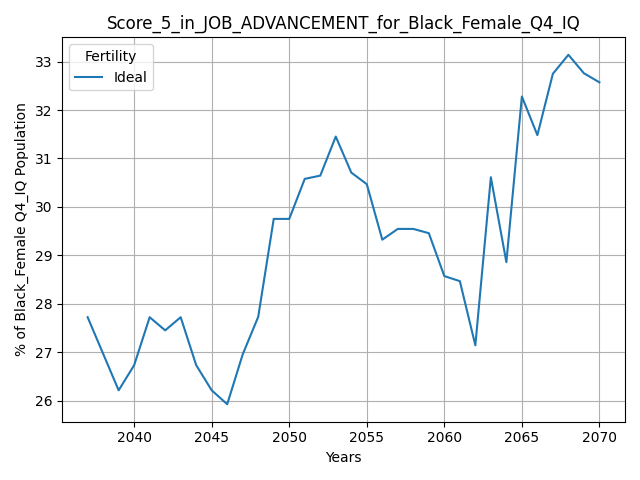 Score_5_in_JOB_ADVANCEMENT_for_Black_Female_Q4_IQ
Fertility
Ideal
% of Black_Female Q4_IQ Population
33
32
31
30
29
28
27
26
2040 2045 2050 2055 2060 2065 2070
Years